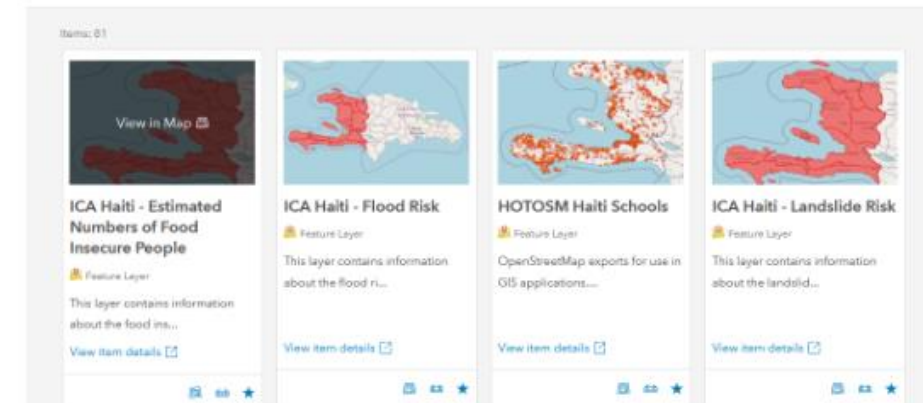 Items: 81
View in Map
ICA Haiti - Estimated
Numbers of Food
Insecure People
Feature Layer
This layer contains information
about the food ins...
View item details
ICA Haiti - Flood Risk
Feature Layer
This layer contains information
about the flood ri...
View item details
HOTOSM Haiti Schools
Feature Layer
OpenStreetMap exports for use in
GIS applications....
View item details
ICA Haiti - Landslide Risk
Feature Layer
This layer contains information
about the landslid...
View item details